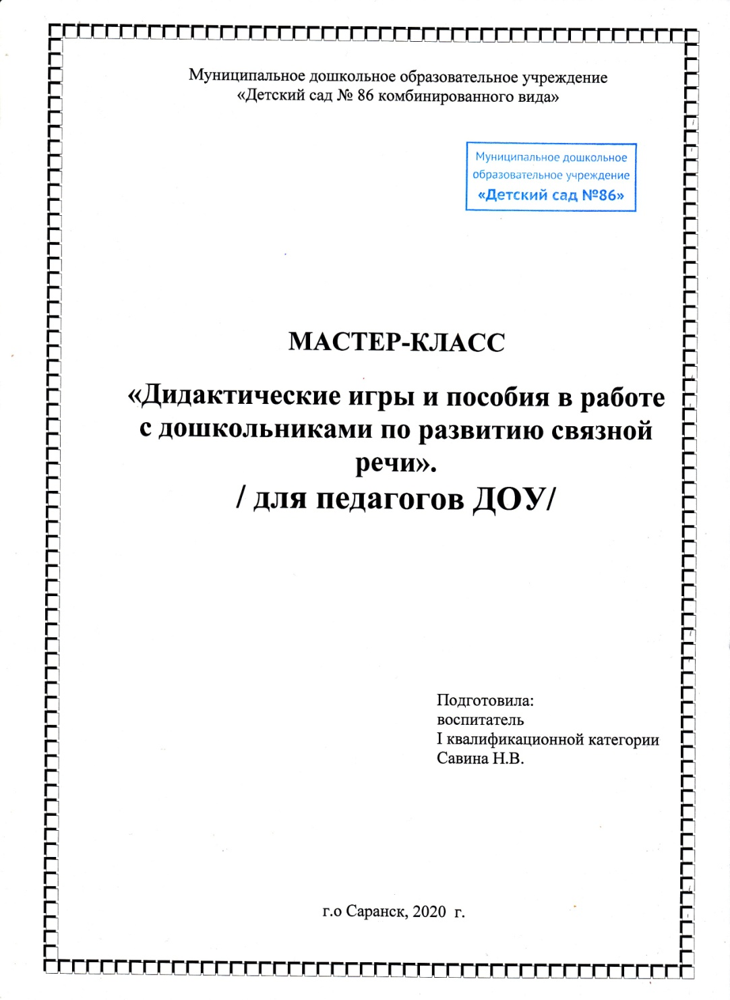 Муниципальное дошкольное образовательное учреждение
«Детский сад № 86 комбинированного вида»
Муниципальное дошкольное
образовательное учреждение
«Детский сад №86»
МАСТЕР-КЛАСС
«Дидактические игры и пособия в работе
с дошкольниками по развитию связной
речи».
/ для педагогов ДОУ/
Подготовила:
воспитатель
I квалификационной категории
Савина Н.В.
г.о Саранск, 2020  г.